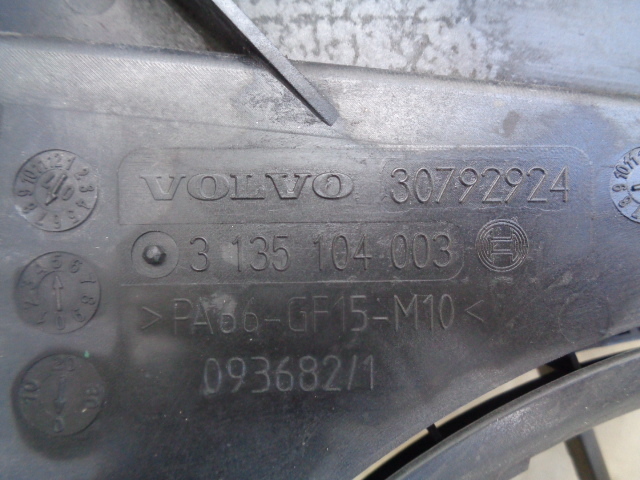 VOLVO 30792924
3 135 104 003
>PA66-GF15-M10<
093682/1